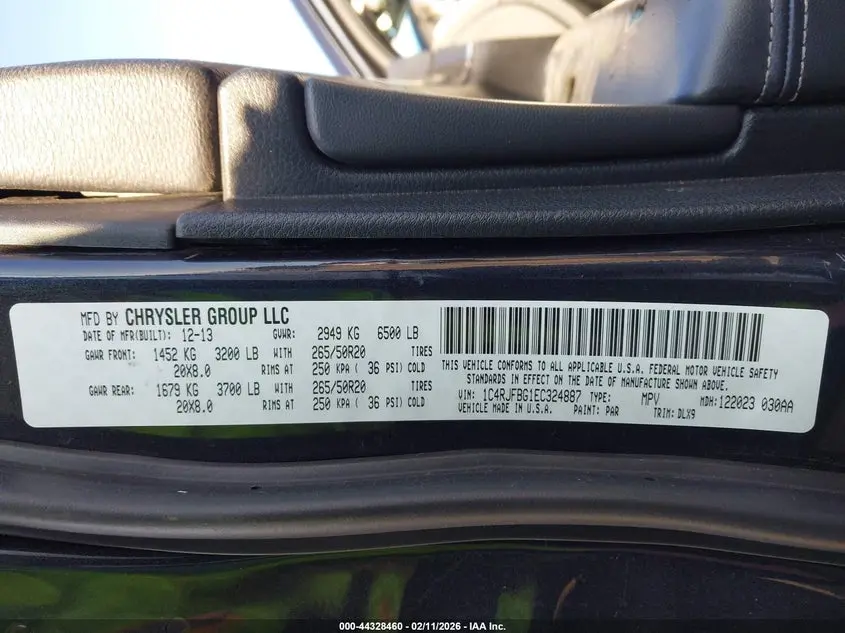 MFD BY CHRYSLER GROUP LLC
DATE OF MFR(BUILT): 12-13 GVWR: 2949 KG 6500 LB
GAWR FRONT: 1452 KG 3200 LB WITH 265/50R20 TIRES
20X8.0 RIMS AT 250 KPA ( 36 PSI) COLD
GAWR REAR: 1679 KG 3700 LB WITH 265/50R20 TIRES
20X8.0 RIMS AT 250 KPA ( 36 PSI) COLD
THIS VEHICLE CONFORMS TO ALL APPLICABLE U.S.A. FEDERAL MOTOR VEHICLE SAFETY
STANDARDS IN EFFECT ON THE DATE OF MANUFACTURE SHOWN ABOVE.
VIN: 1C4RJFBG1EC324887 TYPE: MPV MDH: 122023 030AA
VEHICLE MADE IN U.S.A. PAINT: PAR TRIM: DLX9
000-44328460 - 02/11/2026 - IAA Inc.